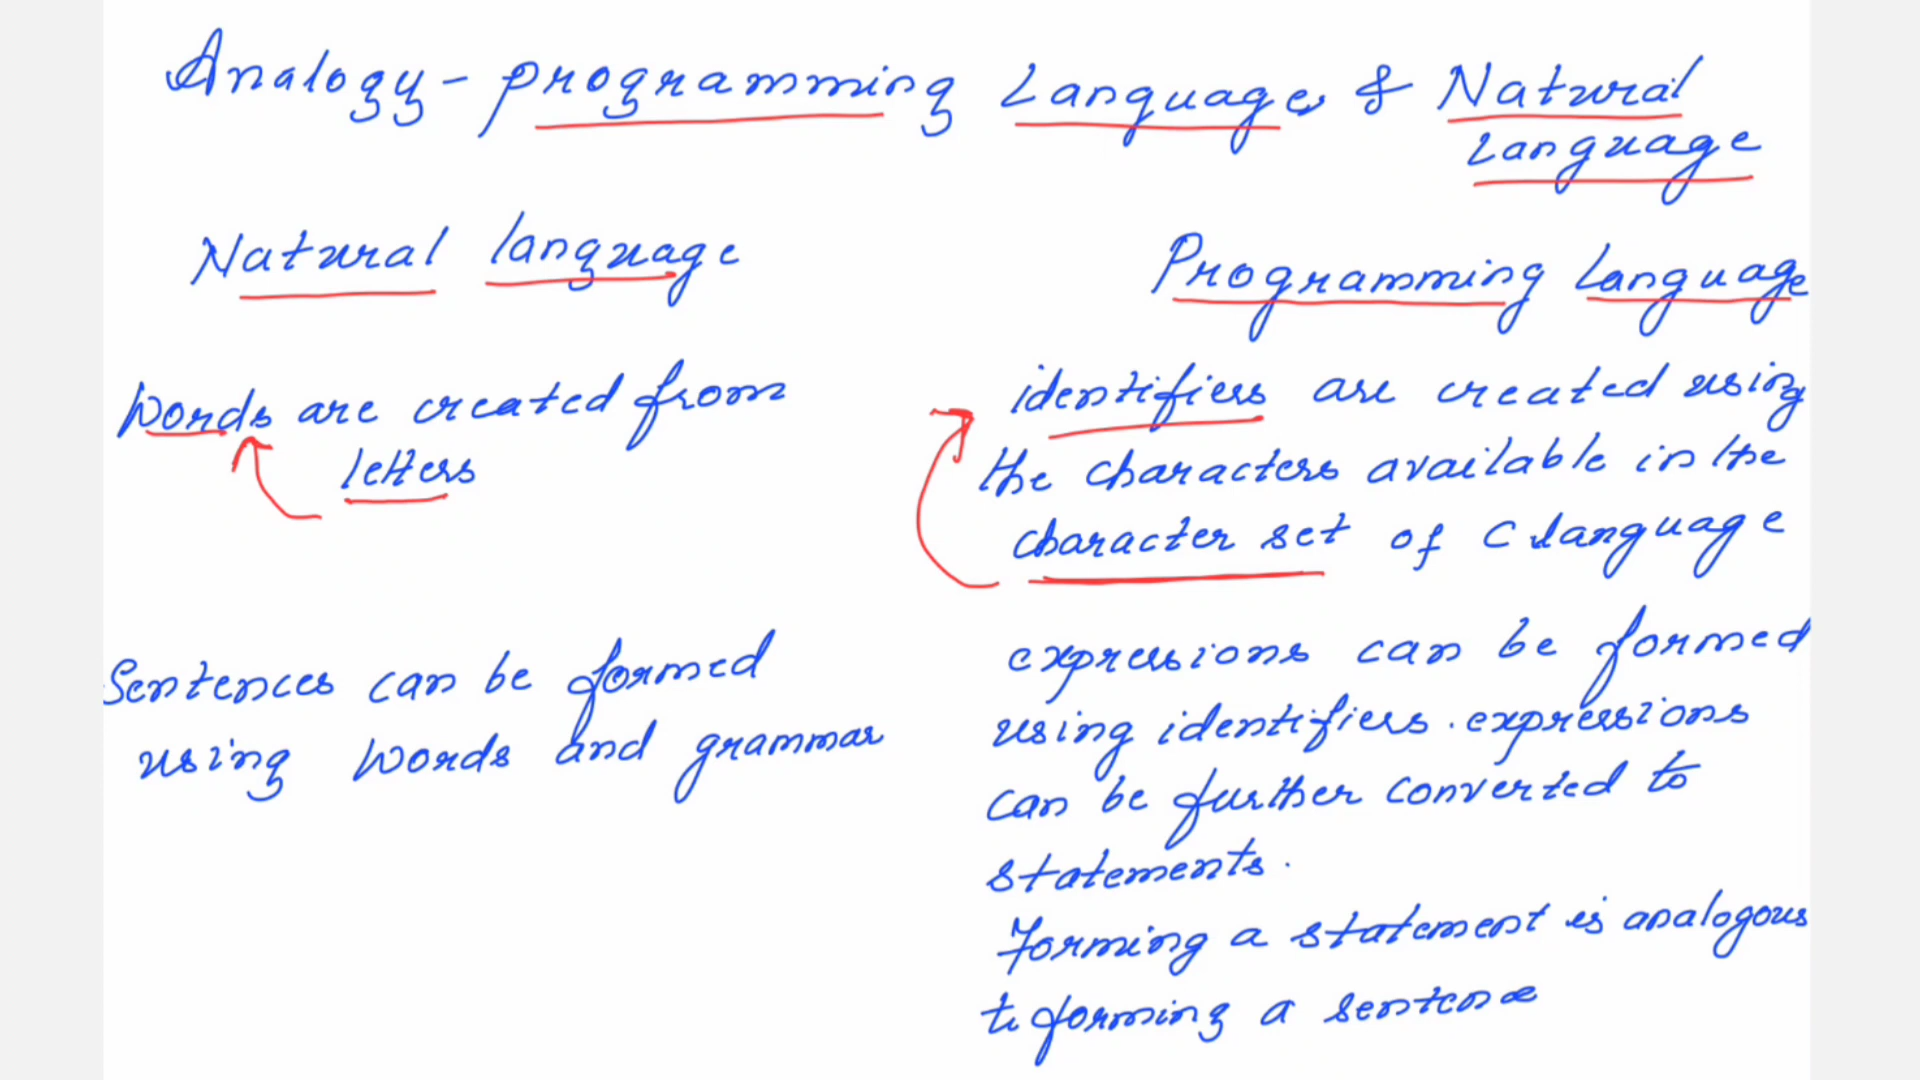 Analogy - programming Language & Natural
Language
Natural language
Words are created from
letters
Sentences can be formed
using words and grammar
Programming Language
identifiers are created using
the characters available in the
character set of C language
expressions can be formed
using identifiers. expressions
can be further converted to
statements.
Forming a statement is analogous
to forming a sentence